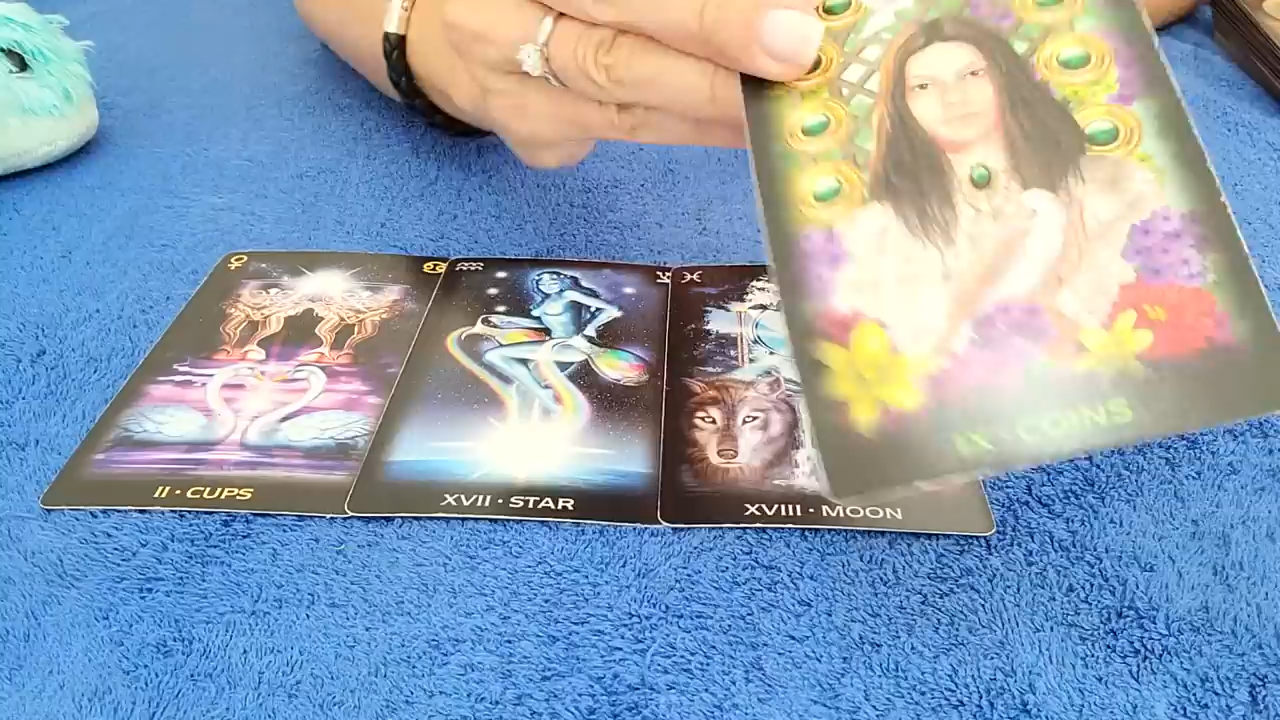 II · CUPS
XVII · STAR
XVIII · MOON
IX · COINS